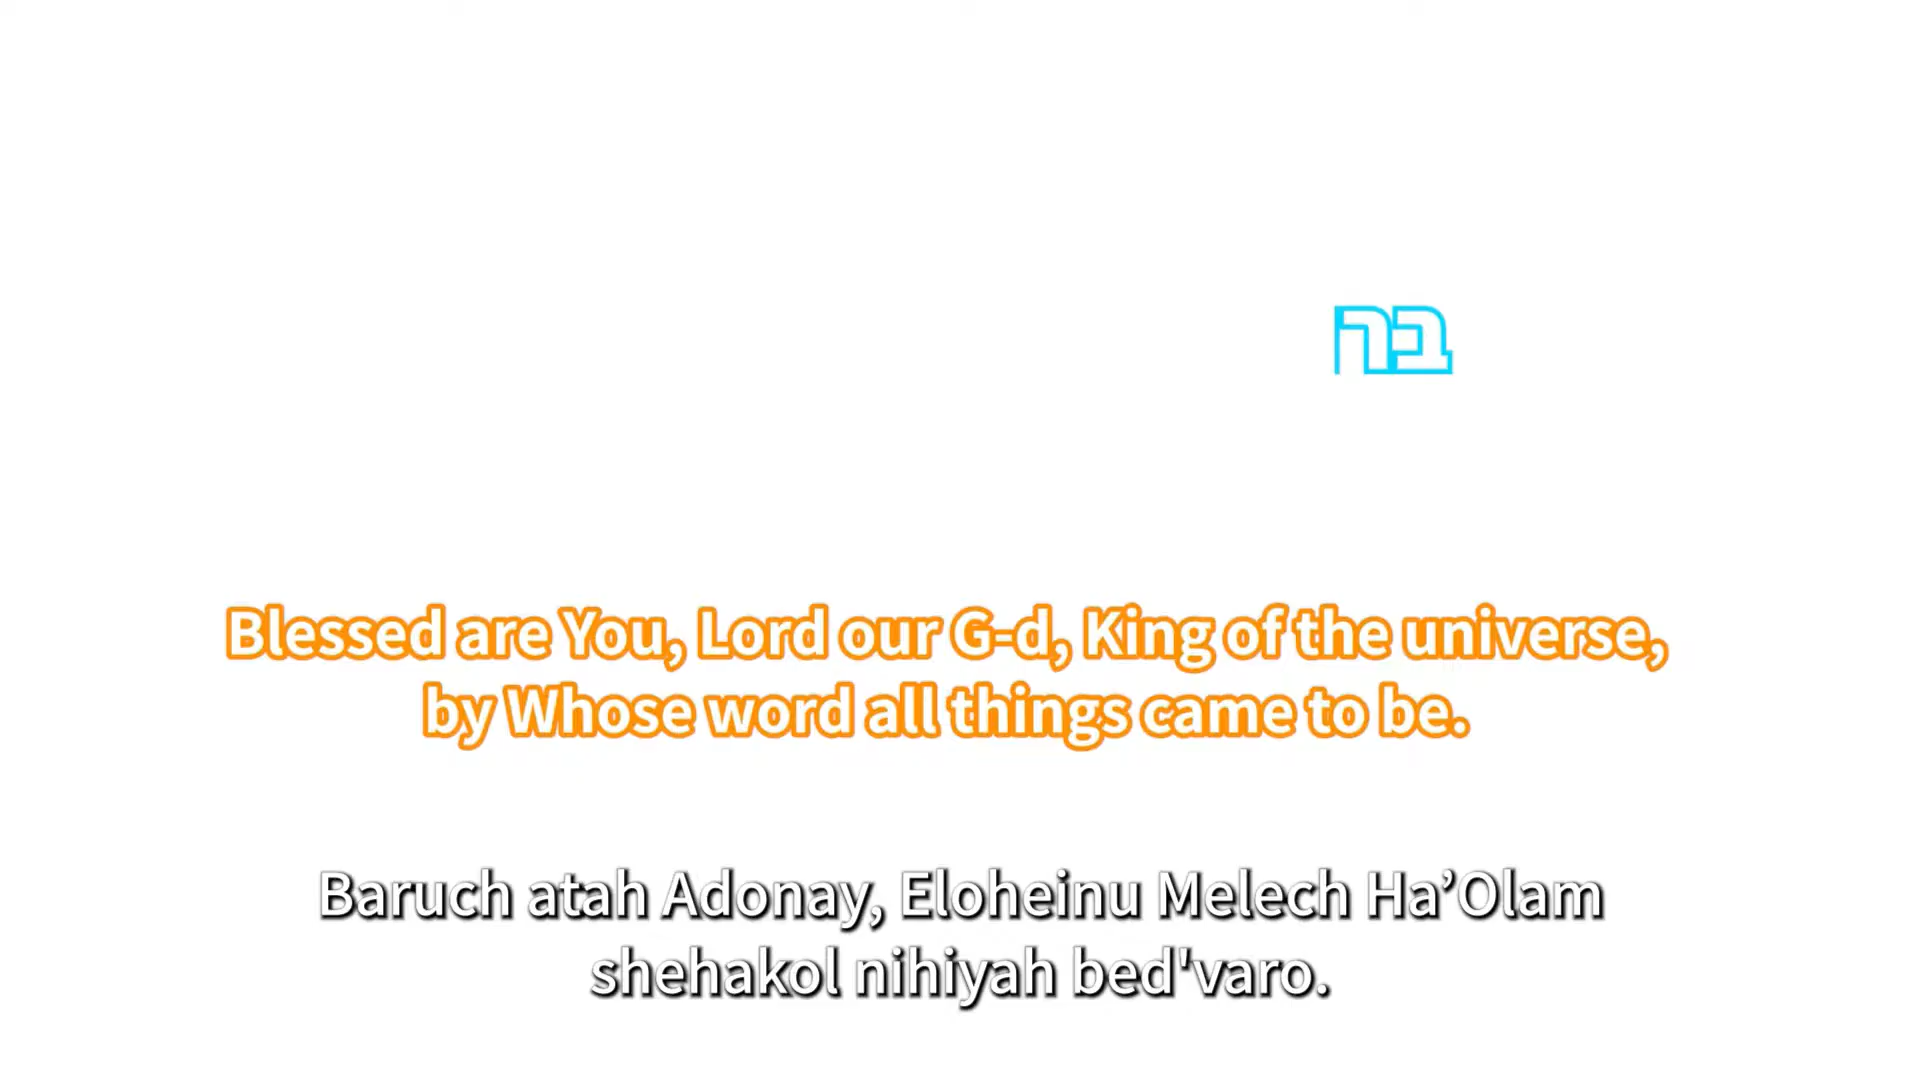 בר
Blessed are You, Lord our G-d, King of the universe,
by Whose word all things came to be.
Baruch atah Adonay, Eloheinu Melech Ha’Olam
shehakol nihiyah bed'varo.